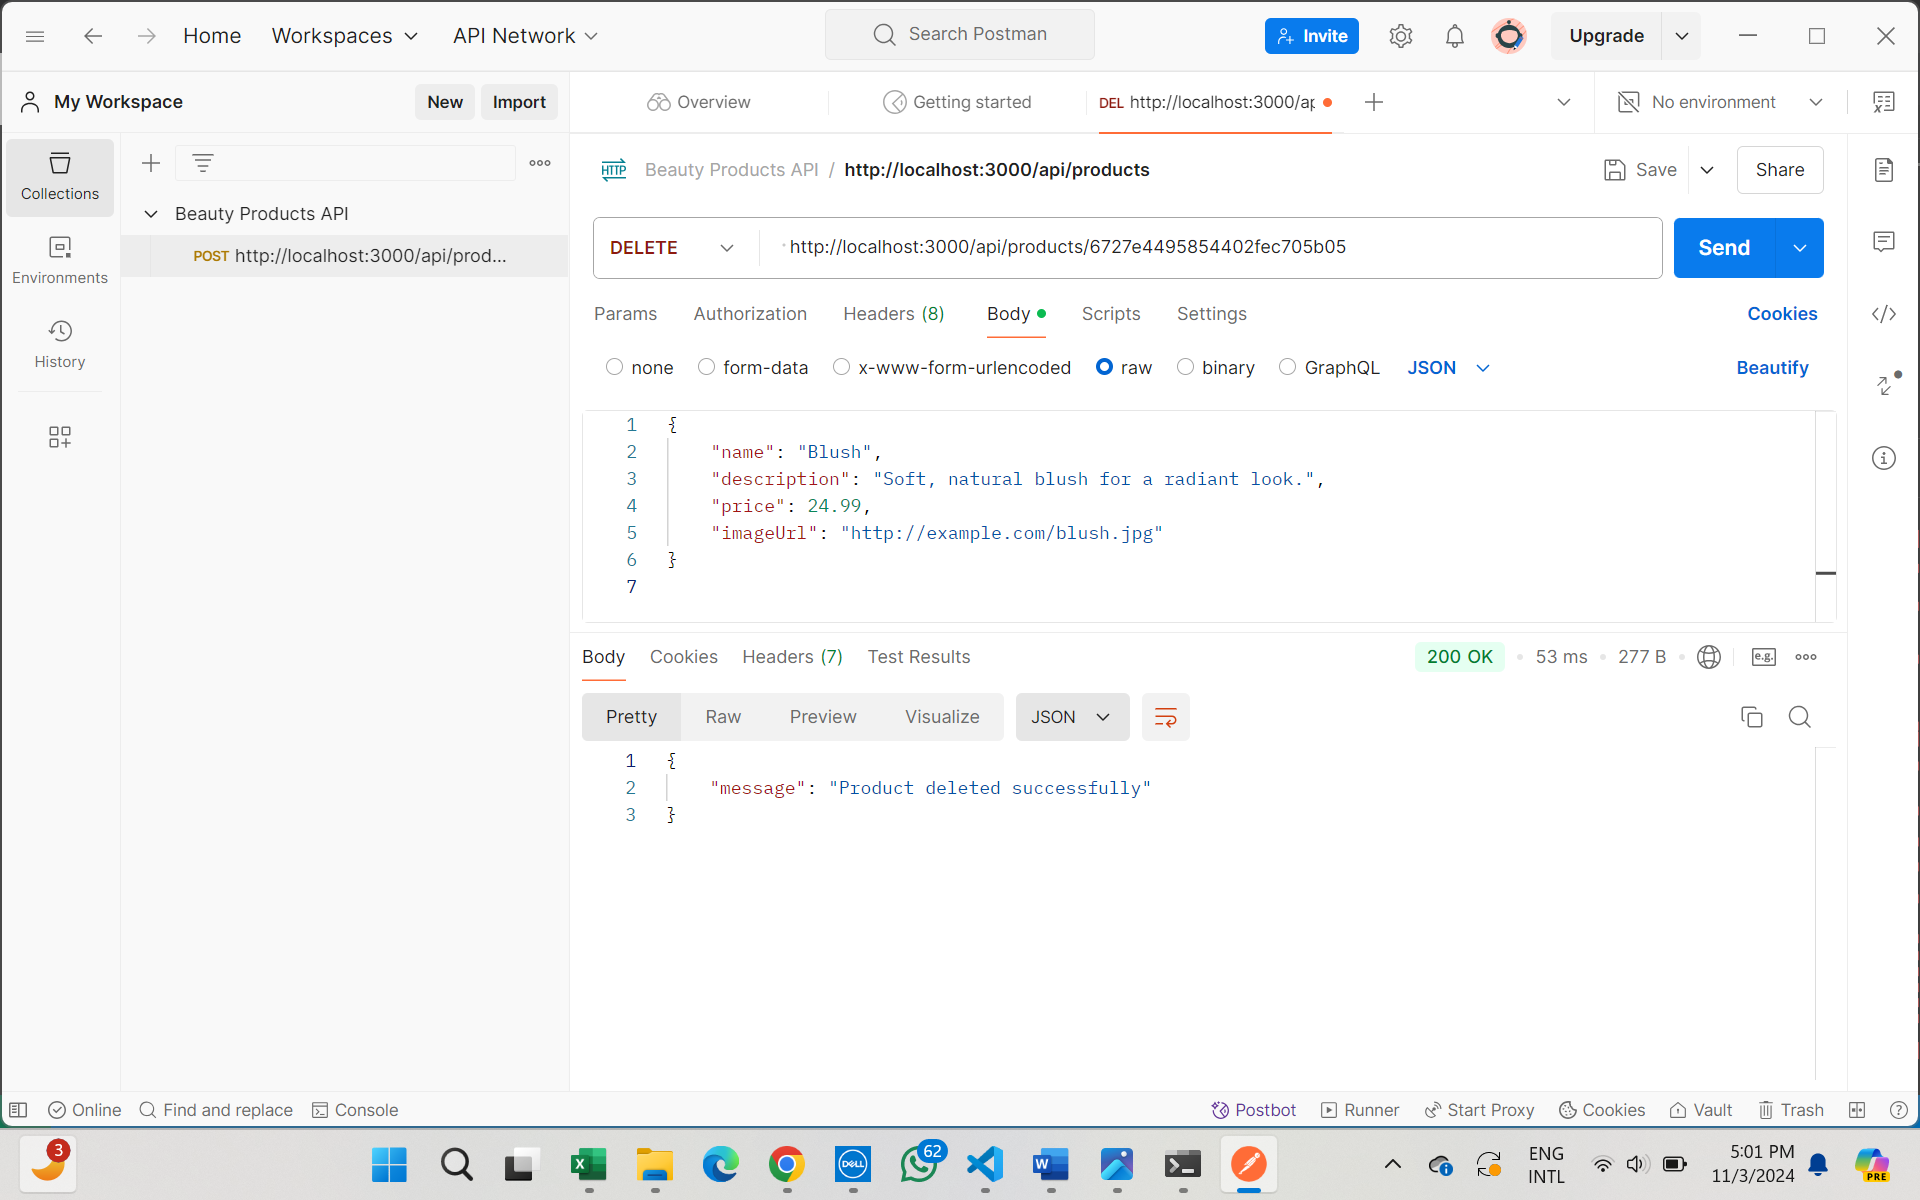 Home Workspaces API Network Search Postman Invite Upgrade
My Workspace New Import Overview Getting started DEL http://localhost:3000/ap No environment
Collections
Environments
History
Beauty Products API
POST http://localhost:3000/api/prod...
HTTP Beauty Products API / http://localhost:3000/api/products Save Share
DELETE http://localhost:3000/api/products/6727e4495854402fec705b05 Send
Params Authorization Headers (8) Body Scripts Settings Cookies
none form-data x-www-form-urlencoded raw binary GraphQL JSON Beautify
1 {
2 "name": "Blush",
3 "description": "Soft, natural blush for a radiant look.",
4 "price": 24.99,
5 "imageUrl": "http://example.com/blush.jpg"
6 }
7
Body Cookies Headers (7) Test Results 200 OK 53 ms 277 B e.g.
Pretty Raw Preview Visualize JSON
1 {
2 "message": "Product deleted successfully"
3 }
Online Find and replace Console Postbot Runner Start Proxy Cookies Vault Trash
3 DELL 62 ENG 5:01 PM
INTL 11/3/2024 PRE